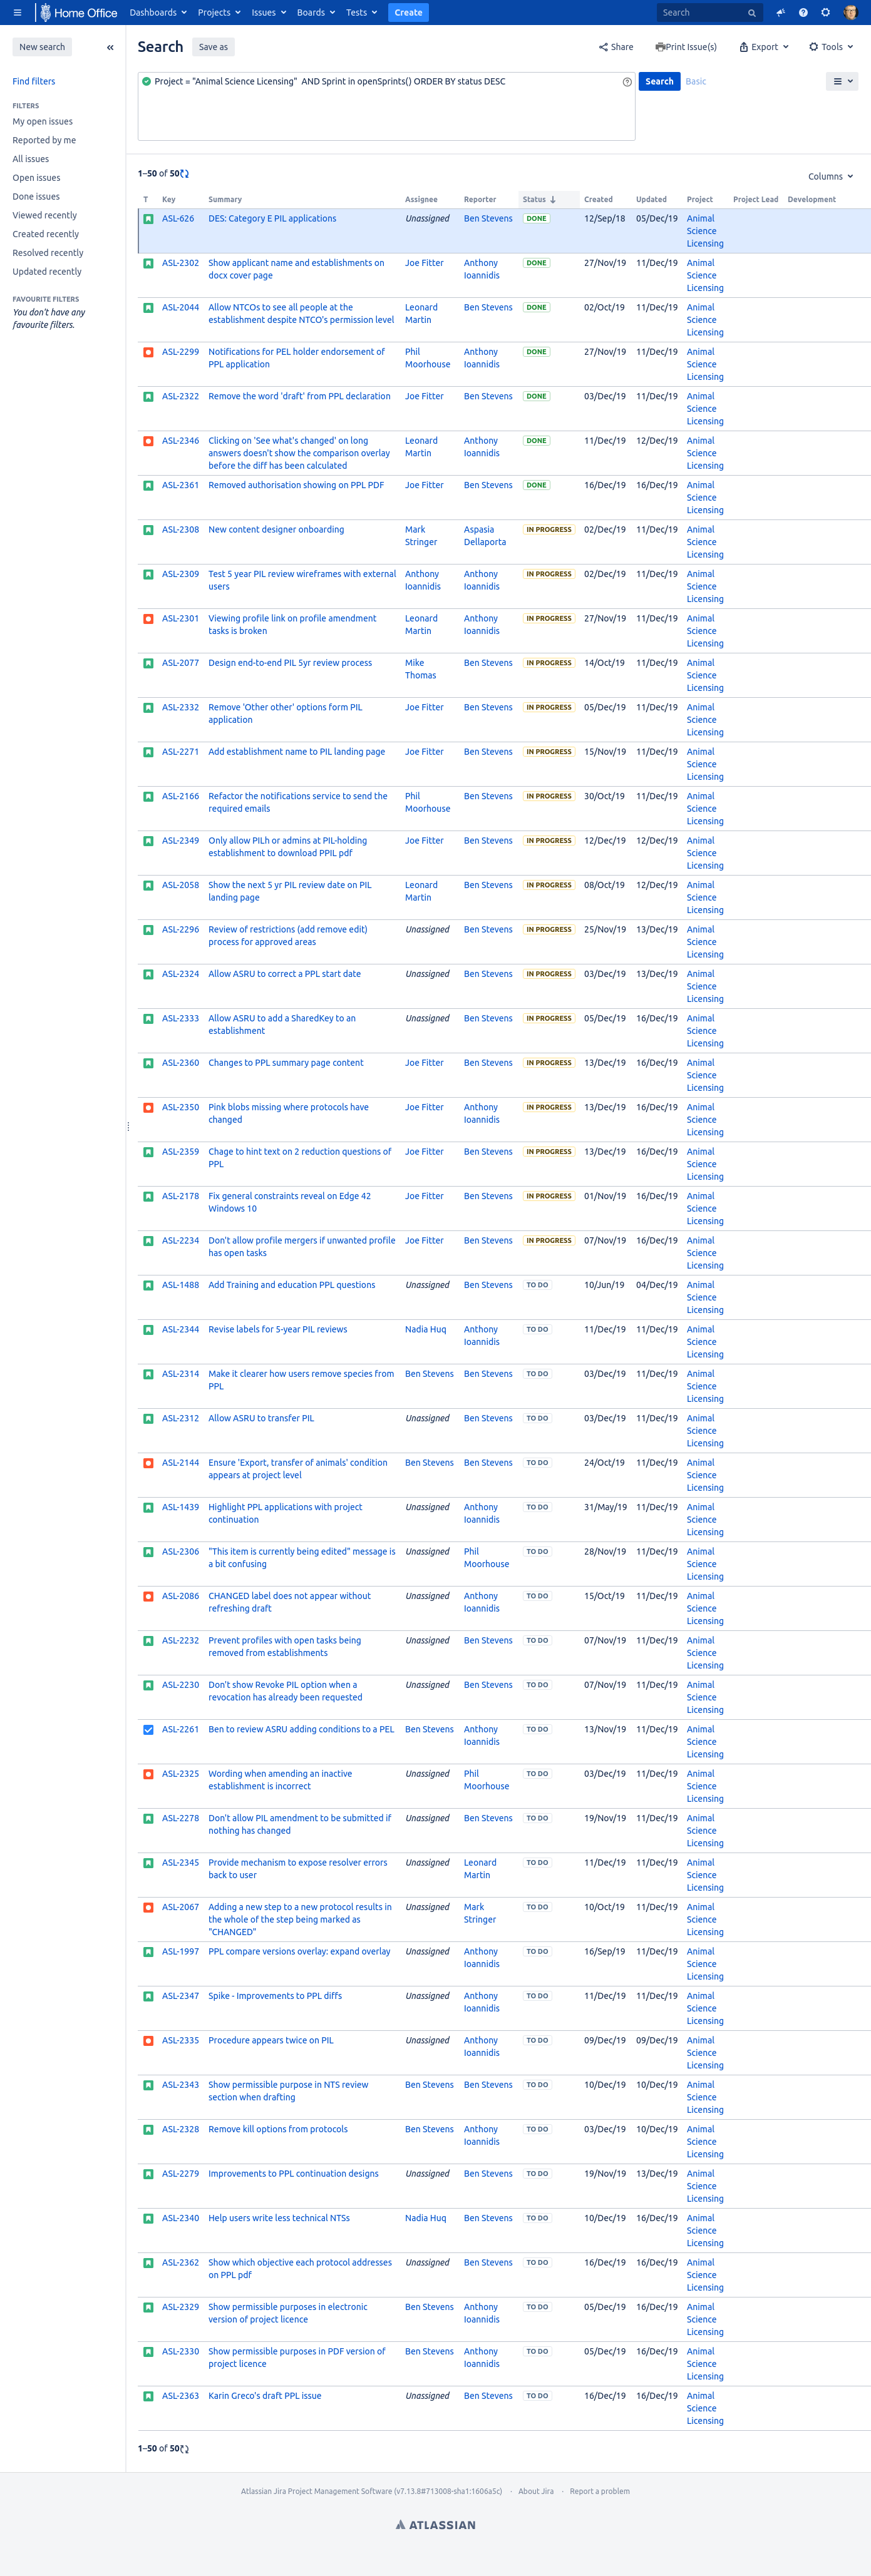 Home Office Dashboards Projects Issues Boards Tests Create Search
New search
Find filters
FILTERS
My open issues
Reported by me
All issues
Open issues
Done issues
Viewed recently
Created recently
Resolved recently
Updated recently
FAVOURITE FILTERS
You don't have any
favourite filters.
Search Save as Share Print Issue(s) Export Tools
Project = "Animal Science Licensing" AND Sprint in openSprints() ORDER BY status DESC Search Basic
1–50 of 50 Columns
T Key Summary Assignee Reporter Status Created Updated Project Project Lead Development
ASL-626 DES: Category E PIL applications Unassigned Ben Stevens DONE 12/Sep/18 05/Dec/19 Animal Science Licensing
ASL-2302 Show applicant name and establishments on docx cover page Joe Fitter Anthony Ioannidis DONE 27/Nov/19 11/Dec/19 Animal Science Licensing
ASL-2044 Allow NTCOs to see all people at the establishment despite NTCO's permission level Leonard Martin Ben Stevens DONE 02/Oct/19 11/Dec/19 Animal Science Licensing
ASL-2299 Notifications for PEL holder endorsement of PPL application Phil Moorhouse Anthony Ioannidis DONE 27/Nov/19 11/Dec/19 Animal Science Licensing
ASL-2322 Remove the word 'draft' from PPL declaration Joe Fitter Ben Stevens DONE 03/Dec/19 11/Dec/19 Animal Science Licensing
ASL-2346 Clicking on 'See what's changed' on long answers doesn't show the comparison overlay before the diff has been calculated Leonard Martin Anthony Ioannidis DONE 11/Dec/19 12/Dec/19 Animal Science Licensing
ASL-2361 Removed authorisation showing on PPL PDF Joe Fitter Ben Stevens DONE 16/Dec/19 16/Dec/19 Animal Science Licensing
ASL-2308 New content designer onboarding Mark Stringer Aspasia Dellaporta IN PROGRESS 02/Dec/19 11/Dec/19 Animal Science Licensing
ASL-2309 Test 5 year PIL review wireframes with external users Anthony Ioannidis Anthony Ioannidis IN PROGRESS 02/Dec/19 11/Dec/19 Animal Science Licensing
ASL-2301 Viewing profile link on profile amendment tasks is broken Leonard Martin Anthony Ioannidis IN PROGRESS 27/Nov/19 11/Dec/19 Animal Science Licensing
ASL-2077 Design end-to-end PIL 5yr review process Mike Thomas Ben Stevens IN PROGRESS 14/Oct/19 11/Dec/19 Animal Science Licensing
ASL-2332 Remove 'Other other' options form PIL application Joe Fitter Ben Stevens IN PROGRESS 05/Dec/19 11/Dec/19 Animal Science Licensing
ASL-2271 Add establishment name to PIL landing page Joe Fitter Ben Stevens IN PROGRESS 15/Nov/19 11/Dec/19 Animal Science Licensing
ASL-2166 Refactor the notifications service to send the required emails Phil Moorhouse Ben Stevens IN PROGRESS 30/Oct/19 11/Dec/19 Animal Science Licensing
ASL-2349 Only allow PILh or admins at PIL-holding establishment to download PPIL pdf Joe Fitter Ben Stevens IN PROGRESS 12/Dec/19 12/Dec/19 Animal Science Licensing
ASL-2058 Show the next 5 yr PIL review date on PIL landing page Leonard Martin Ben Stevens IN PROGRESS 08/Oct/19 12/Dec/19 Animal Science Licensing
ASL-2296 Review of restrictions (add remove edit) process for approved areas Unassigned Ben Stevens IN PROGRESS 25/Nov/19 13/Dec/19 Animal Science Licensing
ASL-2324 Allow ASRU to correct a PPL start date Unassigned Ben Stevens IN PROGRESS 03/Dec/19 13/Dec/19 Animal Science Licensing
ASL-2333 Allow ASRU to add a SharedKey to an establishment Unassigned Ben Stevens IN PROGRESS 05/Dec/19 16/Dec/19 Animal Science Licensing
ASL-2360 Changes to PPL summary page content Joe Fitter Ben Stevens IN PROGRESS 13/Dec/19 16/Dec/19 Animal Science Licensing
ASL-2350 Pink blobs missing where protocols have changed Joe Fitter Anthony Ioannidis IN PROGRESS 13/Dec/19 16/Dec/19 Animal Science Licensing
ASL-2359 Chage to hint text on 2 reduction questions of PPL Joe Fitter Ben Stevens IN PROGRESS 13/Dec/19 16/Dec/19 Animal Science Licensing
ASL-2178 Fix general constraints reveal on Edge 42 Windows 10 Joe Fitter Ben Stevens IN PROGRESS 01/Nov/19 16/Dec/19 Animal Science Licensing
ASL-2234 Don't allow profile mergers if unwanted profile has open tasks Joe Fitter Ben Stevens IN PROGRESS 07/Nov/19 16/Dec/19 Animal Science Licensing
ASL-1488 Add Training and education PPL questions Unassigned Ben Stevens TO DO 10/Jun/19 04/Dec/19 Animal Science Licensing
ASL-2344 Revise labels for 5-year PIL reviews Nadia Huq Anthony Ioannidis TO DO 11/Dec/19 11/Dec/19 Animal Science Licensing
ASL-2314 Make it clearer how users remove species from PPL Ben Stevens Ben Stevens TO DO 03/Dec/19 11/Dec/19 Animal Science Licensing
ASL-2312 Allow ASRU to transfer PIL Unassigned Ben Stevens TO DO 03/Dec/19 11/Dec/19 Animal Science Licensing
ASL-2144 Ensure 'Export, transfer of animals' condition appears at project level Ben Stevens Ben Stevens TO DO 24/Oct/19 11/Dec/19 Animal Science Licensing
ASL-1439 Highlight PPL applications with project continuation Unassigned Anthony Ioannidis TO DO 31/May/19 11/Dec/19 Animal Science Licensing
ASL-2306 "This item is currently being edited" message is a bit confusing Unassigned Phil Moorhouse TO DO 28/Nov/19 11/Dec/19 Animal Science Licensing
ASL-2086 CHANGED label does not appear without refreshing draft Unassigned Anthony Ioannidis TO DO 15/Oct/19 11/Dec/19 Animal Science Licensing
ASL-2232 Prevent profiles with open tasks being removed from establishments Unassigned Ben Stevens TO DO 07/Nov/19 11/Dec/19 Animal Science Licensing
ASL-2230 Don't show Revoke PIL option when a revocation has already been requested Unassigned Ben Stevens TO DO 07/Nov/19 11/Dec/19 Animal Science Licensing
ASL-2261 Ben to review ASRU adding conditions to a PEL Ben Stevens Anthony Ioannidis TO DO 13/Nov/19 11/Dec/19 Animal Science Licensing
ASL-2325 Wording when amending an inactive establishment is incorrect Unassigned Phil Moorhouse TO DO 03/Dec/19 11/Dec/19 Animal Science Licensing
ASL-2278 Don't allow PIL amendment to be submitted if nothing has changed Unassigned Ben Stevens TO DO 19/Nov/19 11/Dec/19 Animal Science Licensing
ASL-2345 Provide mechanism to expose resolver errors back to user Unassigned Leonard Martin TO DO 11/Dec/19 11/Dec/19 Animal Science Licensing
ASL-2067 Adding a new step to a new protocol results in the whole of the step being marked as "CHANGED" Unassigned Mark Stringer TO DO 10/Oct/19 11/Dec/19 Animal Science Licensing
ASL-1997 PPL compare versions overlay: expand overlay Unassigned Anthony Ioannidis TO DO 16/Sep/19 11/Dec/19 Animal Science Licensing
ASL-2347 Spike - Improvements to PPL diffs Unassigned Anthony Ioannidis TO DO 11/Dec/19 11/Dec/19 Animal Science Licensing
ASL-2335 Procedure appears twice on PIL Unassigned Anthony Ioannidis TO DO 09/Dec/19 09/Dec/19 Animal Science Licensing
ASL-2343 Show permissible purpose in NTS review section when drafting Ben Stevens Ben Stevens TO DO 10/Dec/19 10/Dec/19 Animal Science Licensing
ASL-2328 Remove kill options from protocols Ben Stevens Anthony Ioannidis TO DO 03/Dec/19 10/Dec/19 Animal Science Licensing
ASL-2279 Improvements to PPL continuation designs Unassigned Ben Stevens TO DO 19/Nov/19 13/Dec/19 Animal Science Licensing
ASL-2340 Help users write less technical NTSs Nadia Huq Ben Stevens TO DO 10/Dec/19 16/Dec/19 Animal Science Licensing
ASL-2362 Show which objective each protocol addresses on PPL pdf Unassigned Ben Stevens TO DO 16/Dec/19 16/Dec/19 Animal Science Licensing
ASL-2329 Show permissible purposes in electronic version of project licence Ben Stevens Anthony Ioannidis TO DO 05/Dec/19 16/Dec/19 Animal Science Licensing
ASL-2330 Show permissible purposes in PDF version of project licence Ben Stevens Anthony Ioannidis TO DO 05/Dec/19 16/Dec/19 Animal Science Licensing
ASL-2363 Karin Greco's draft PPL issue Unassigned Ben Stevens TO DO 16/Dec/19 16/Dec/19 Animal Science Licensing
1–50 of 50
Atlassian Jira Project Management Software (v7.13.8#713008-sha1:1606a5c) · About Jira · Report a problem
ATLASSIAN